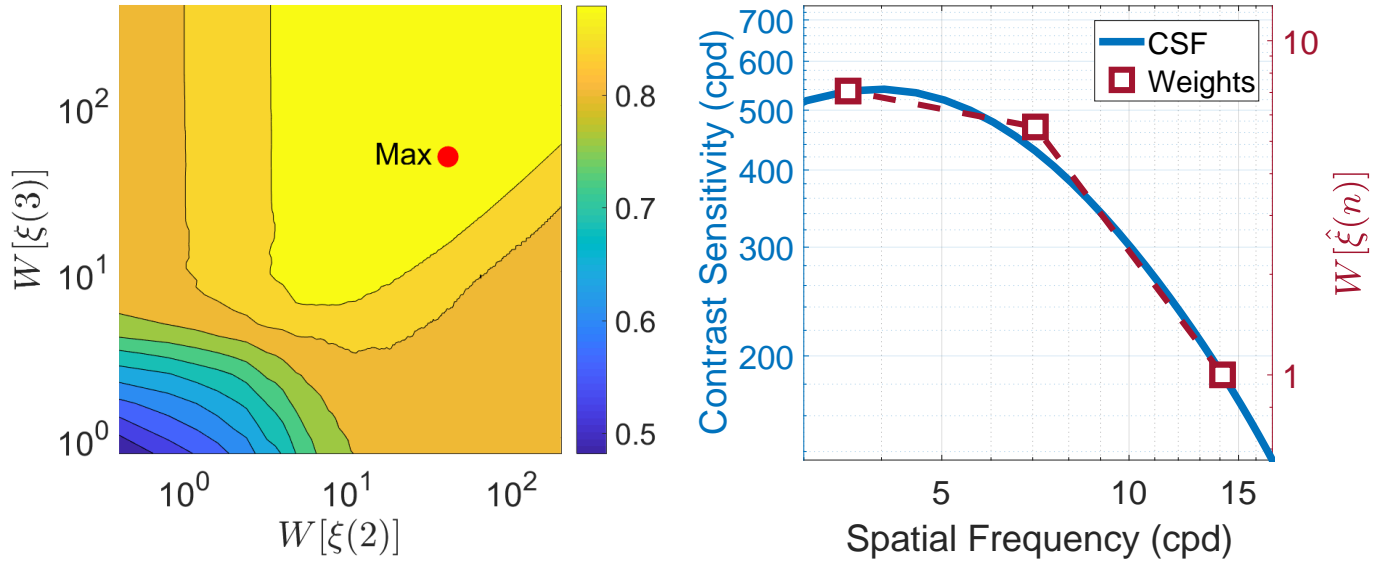 W[ξ(3)]
10^2
10^1
10^0
Max
10^0
10^1
10^2
W[ξ(2)]
0.8
0.7
0.6
0.5
Contrast Sensitivity (cpd)
700
600
500
400
300
200
CSF
Weights
5
10
15
Spatial Frequency (cpd)
10
1
W[ξ̂(n)]